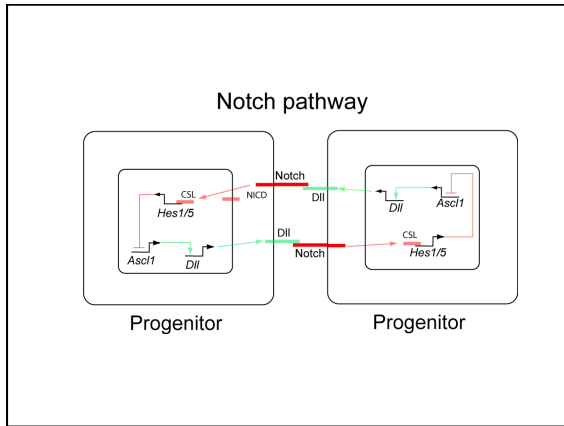 Notch pathway
Notch
CSL
NICD
Dll
Hes1/5
Dll
Ascl1
Dll
Ascl1
Dll
Notch
CSL
Hes1/5
Progenitor
Progenitor